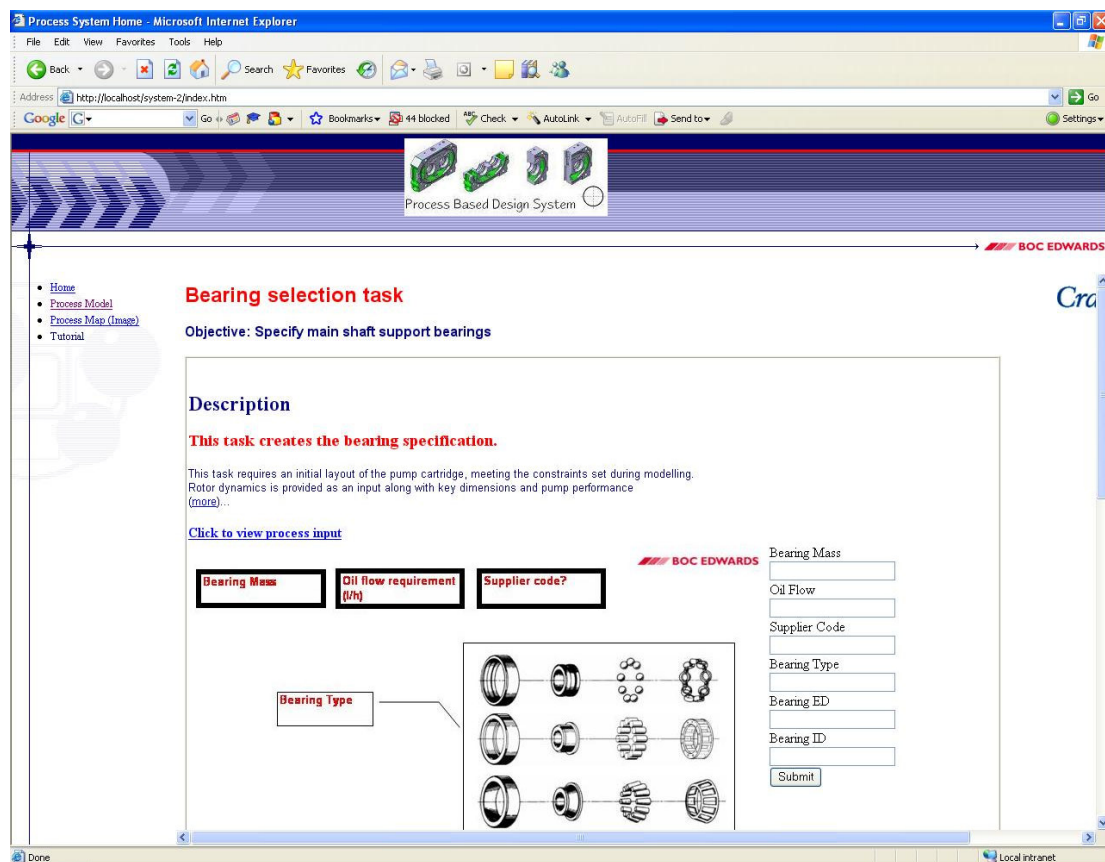 Process System Home - Microsoft Internet Explorer
File Edit View Favorites Tools Help
Back Search Favorites
Address http://localhost/system-2/index.htm Go
Google G Go Bookmarks 44 blocked ABC Check AutoLink AutoFill Send to Settings
Process Based Design System
BOC EDWARDS
Home
Process Model
Process Map (Image)
Tutorial
Bearing selection task
Cra
Objective: Specify main shaft support bearings
Description
This task creates the bearing specification.
This task requires an initial layout of the pump cartridge, meeting the constraints set during modelling.
Rotor dynamics is provided as an input along with key dimensions and pump performance
(more)...
Click to view process input
BOC EDWARDS
Bearing Mass
Oil flow requirement
(l/h)
Supplier code?
Bearing Type
Bearing Mass
Oil Flow
Supplier Code
Bearing Type
Bearing ED
Bearing ID
Submit
Done
Local intranet